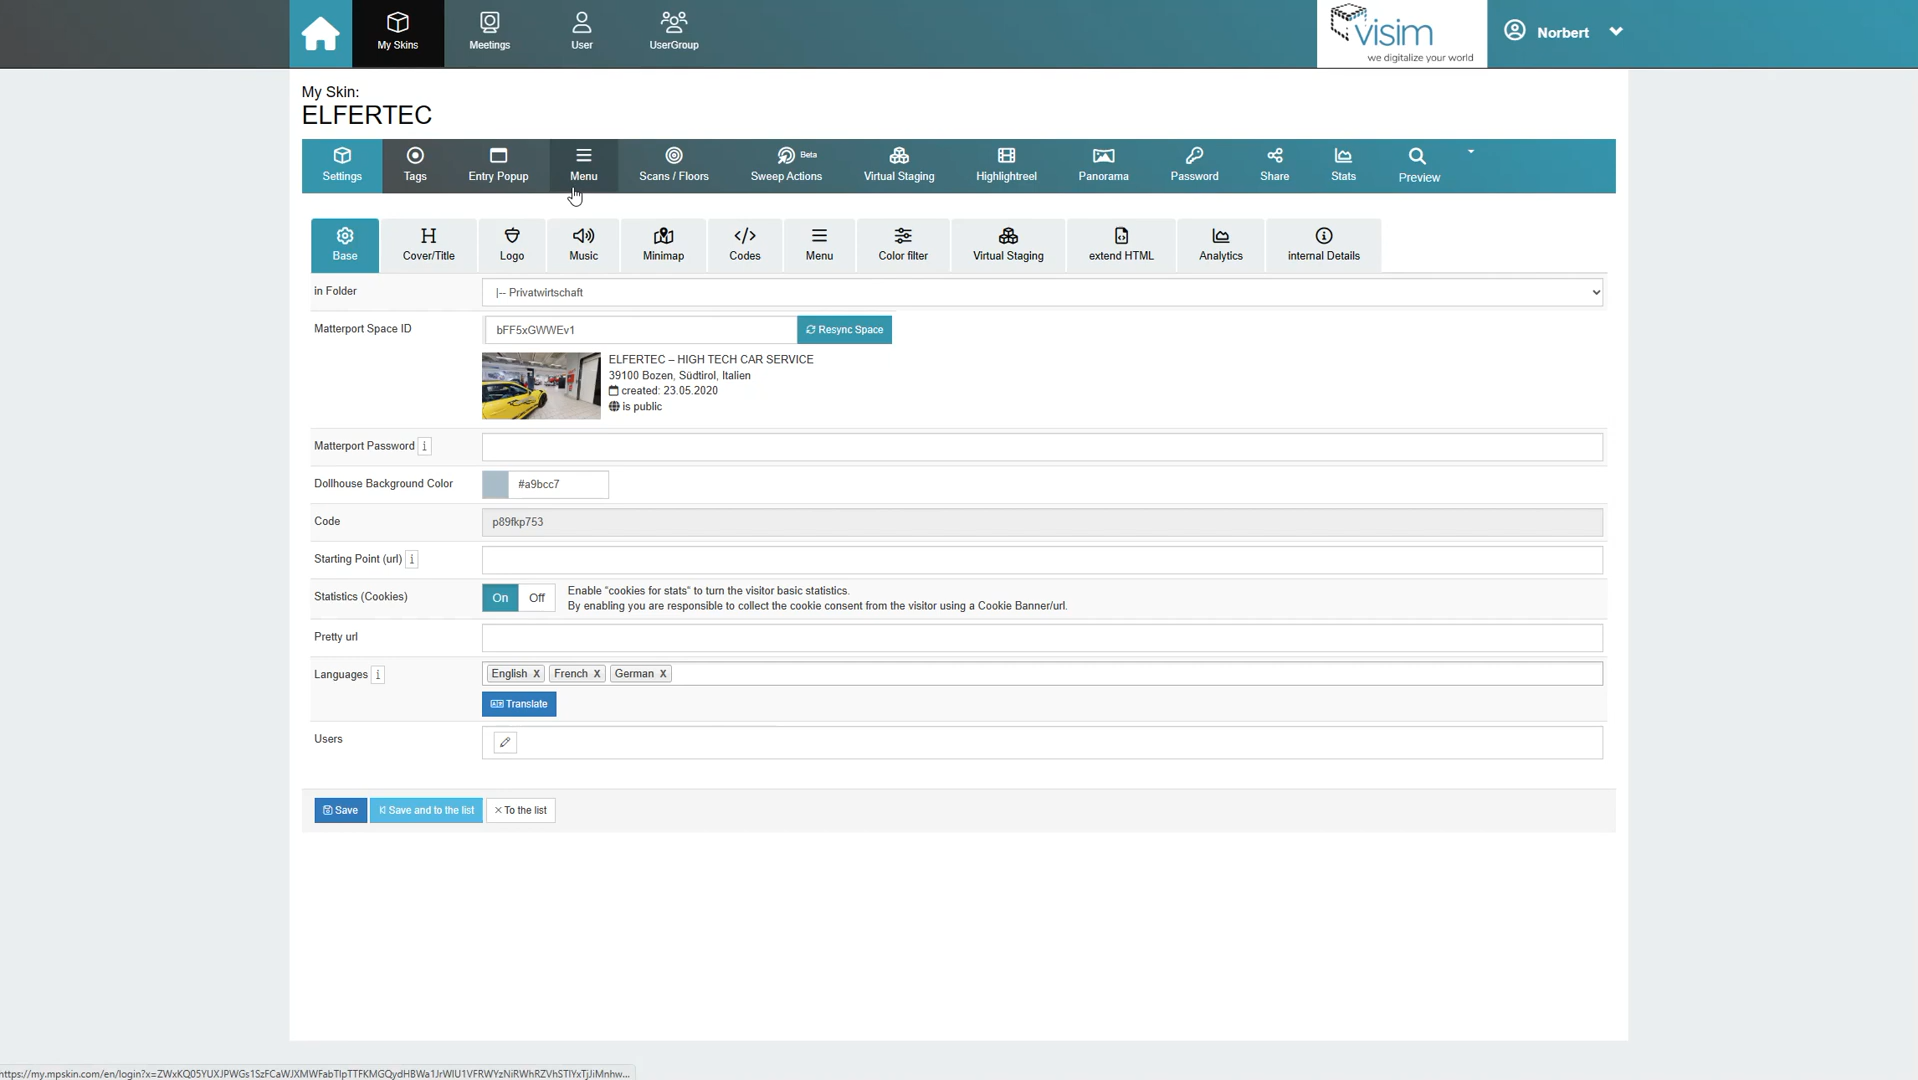 My Skins
Meetings
User
UserGroup
visim
we digitalize your world
Norbert
My Skin:
ELFERTEC
Settings
Tags
Entry Popup
Menu
Scans / Floors
Sweep Actions
Beta
Virtual Staging
Highlightreel
Panorama
Password
Share
Stats
Preview
Base
Cover/Title
Logo
Music
Minimap
Codes
Menu
Color filter
Virtual Staging
extend HTML
Analytics
internal Details
in Folder
|-- Privatwirtschaft
Matterport Space ID
bFF5xGWWEv1
Resync Space
ELFERTEC – HIGH TECH CAR SERVICE
39100 Bozen, Südtirol, Italien
created: 23.05.2020
is public
Matterport Password i
Dollhouse Background Color
#a9bcc7
Code
p89fkp753
Starting Point (url) i
Statistics (Cookies)
On Off
Enable "cookies for stats" to turn the visitor basic statistics.
By enabling you are responsible to collect the cookie consent from the visitor using a Cookie Banner/url.
Pretty url
Languages i
English X French X German X
Translate
Users
Save
Save and to the list
To the list